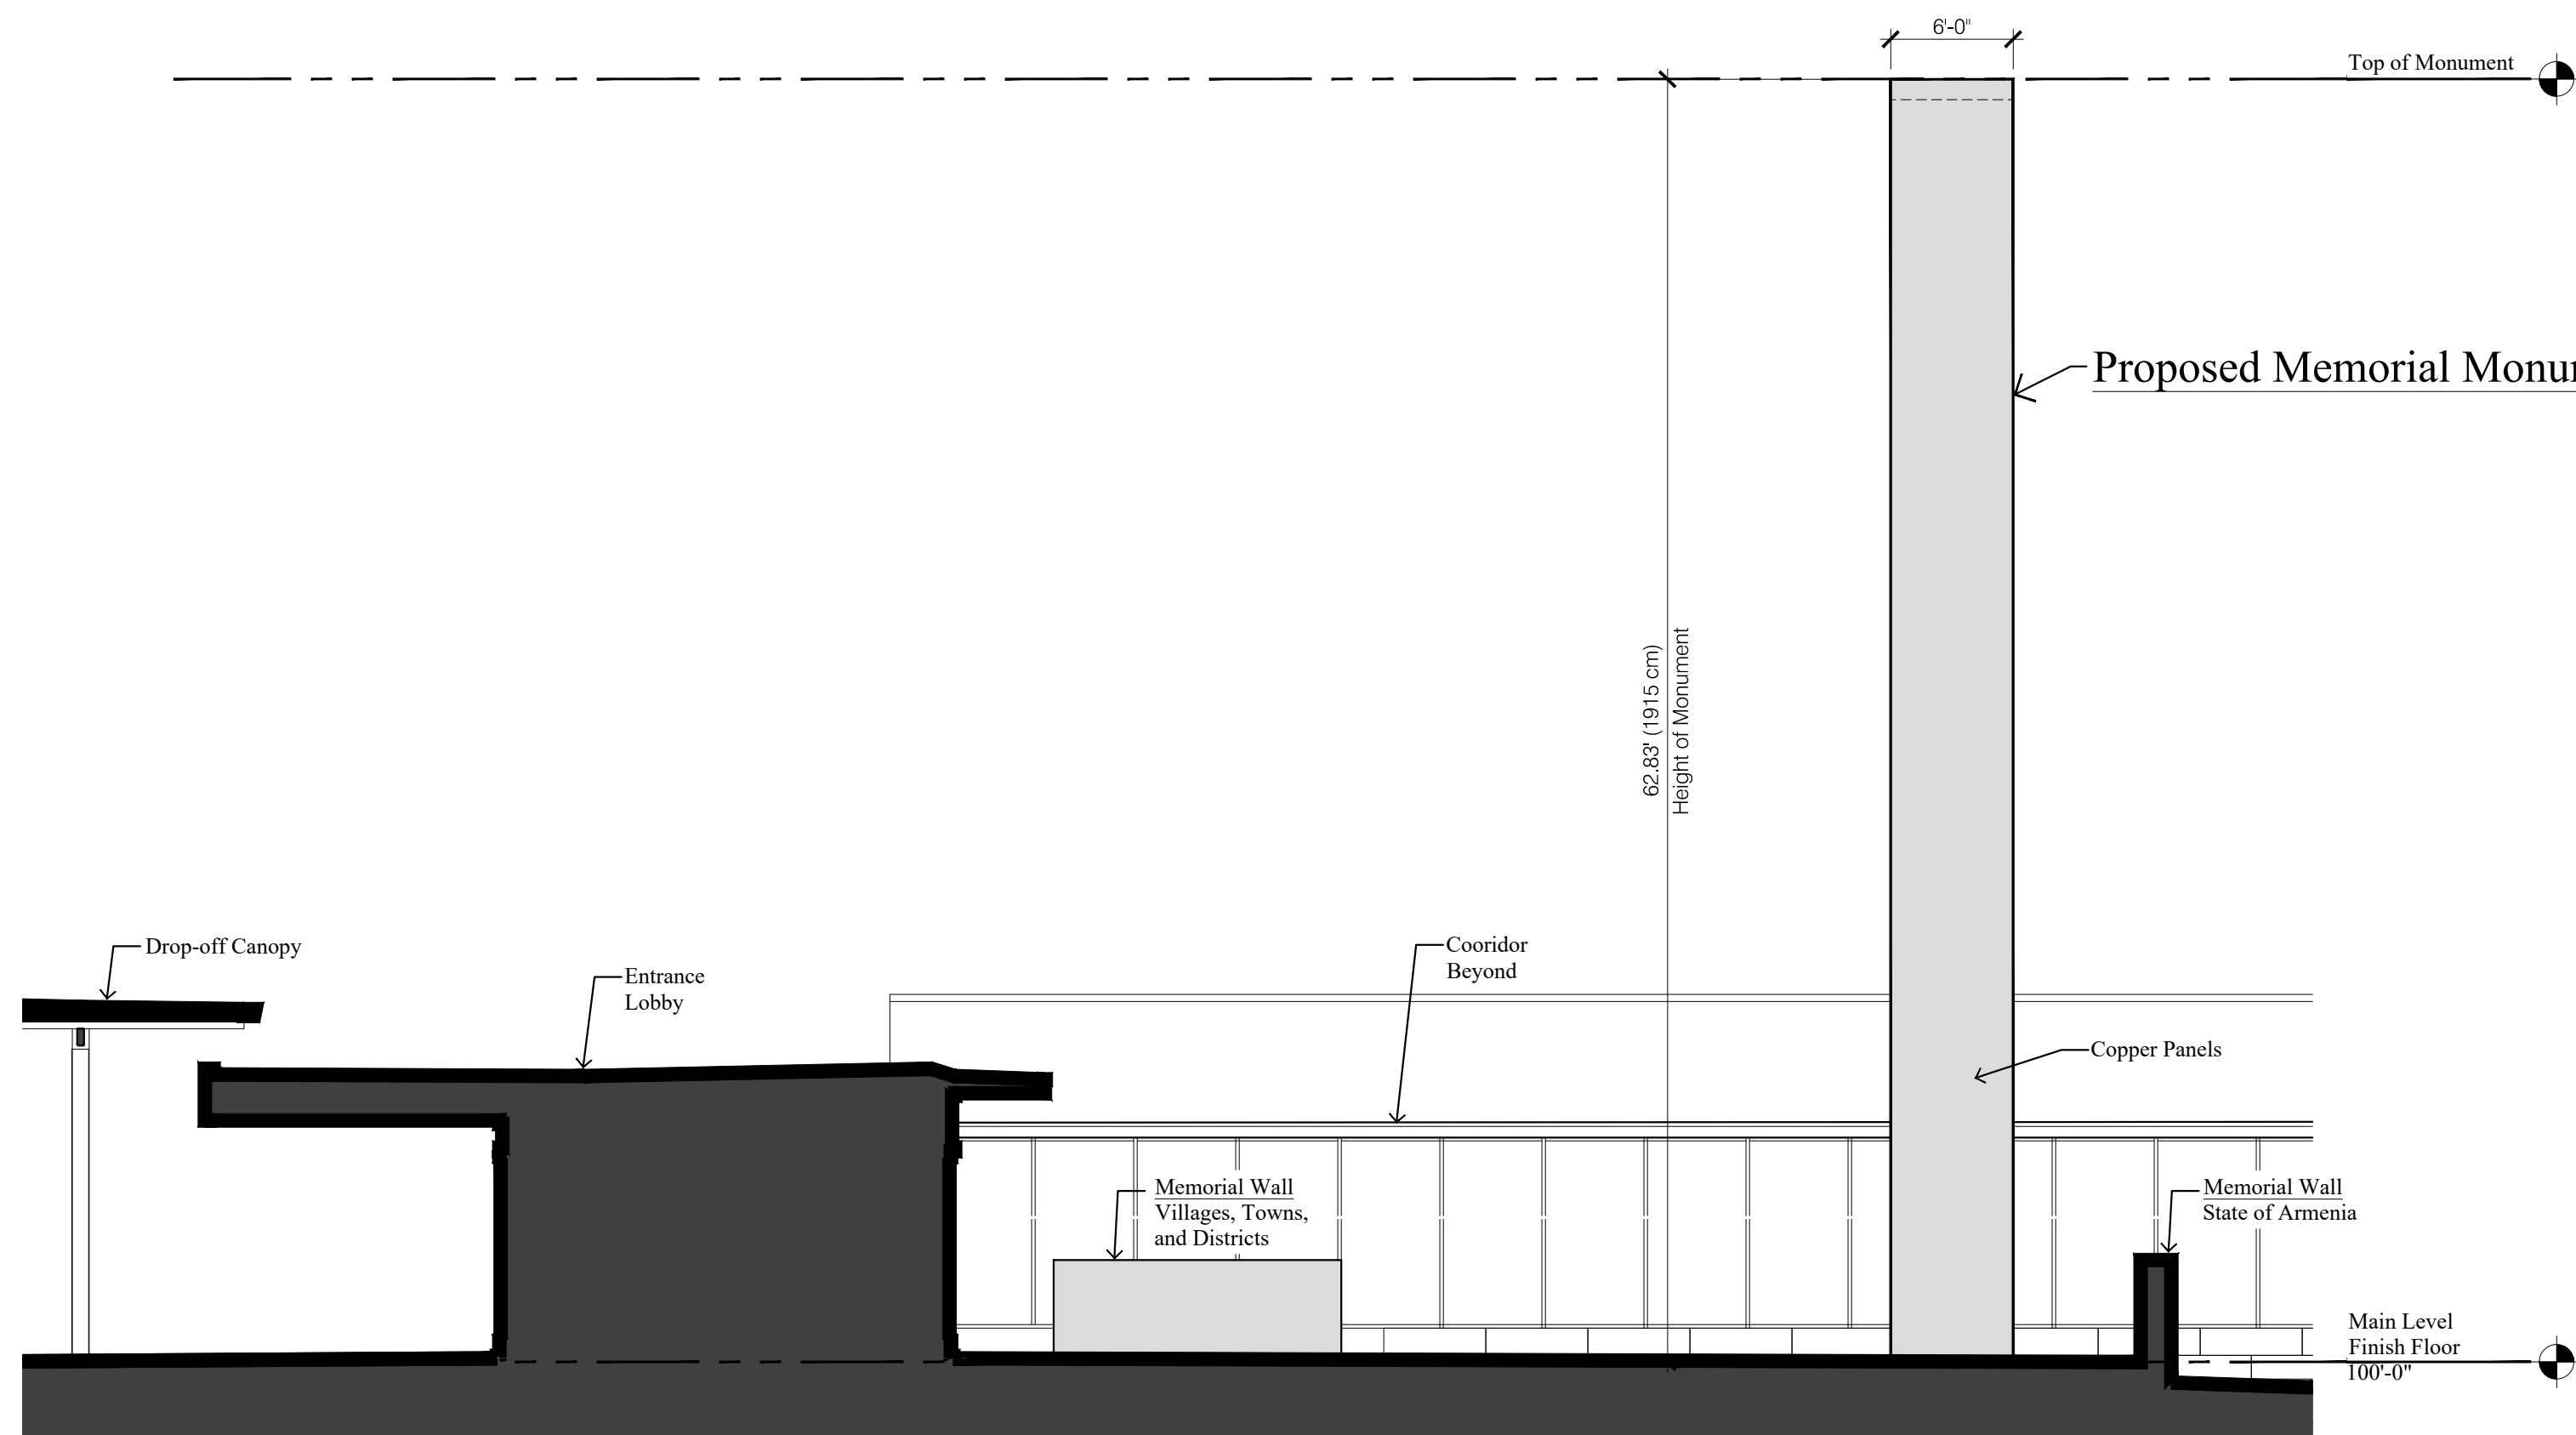 6'-0"
Top of Monument
Proposed Memorial
62.83' (1915 cm)
Height of Monument
Drop-off Canopy
Entrance
Lobby
Cooridor
Beyond
Copper Panels
Memorial Wall
Villages, Towns,
and Districts
Memorial Wall
State of Armenia
Main Level
Finish Floor
100'-0"